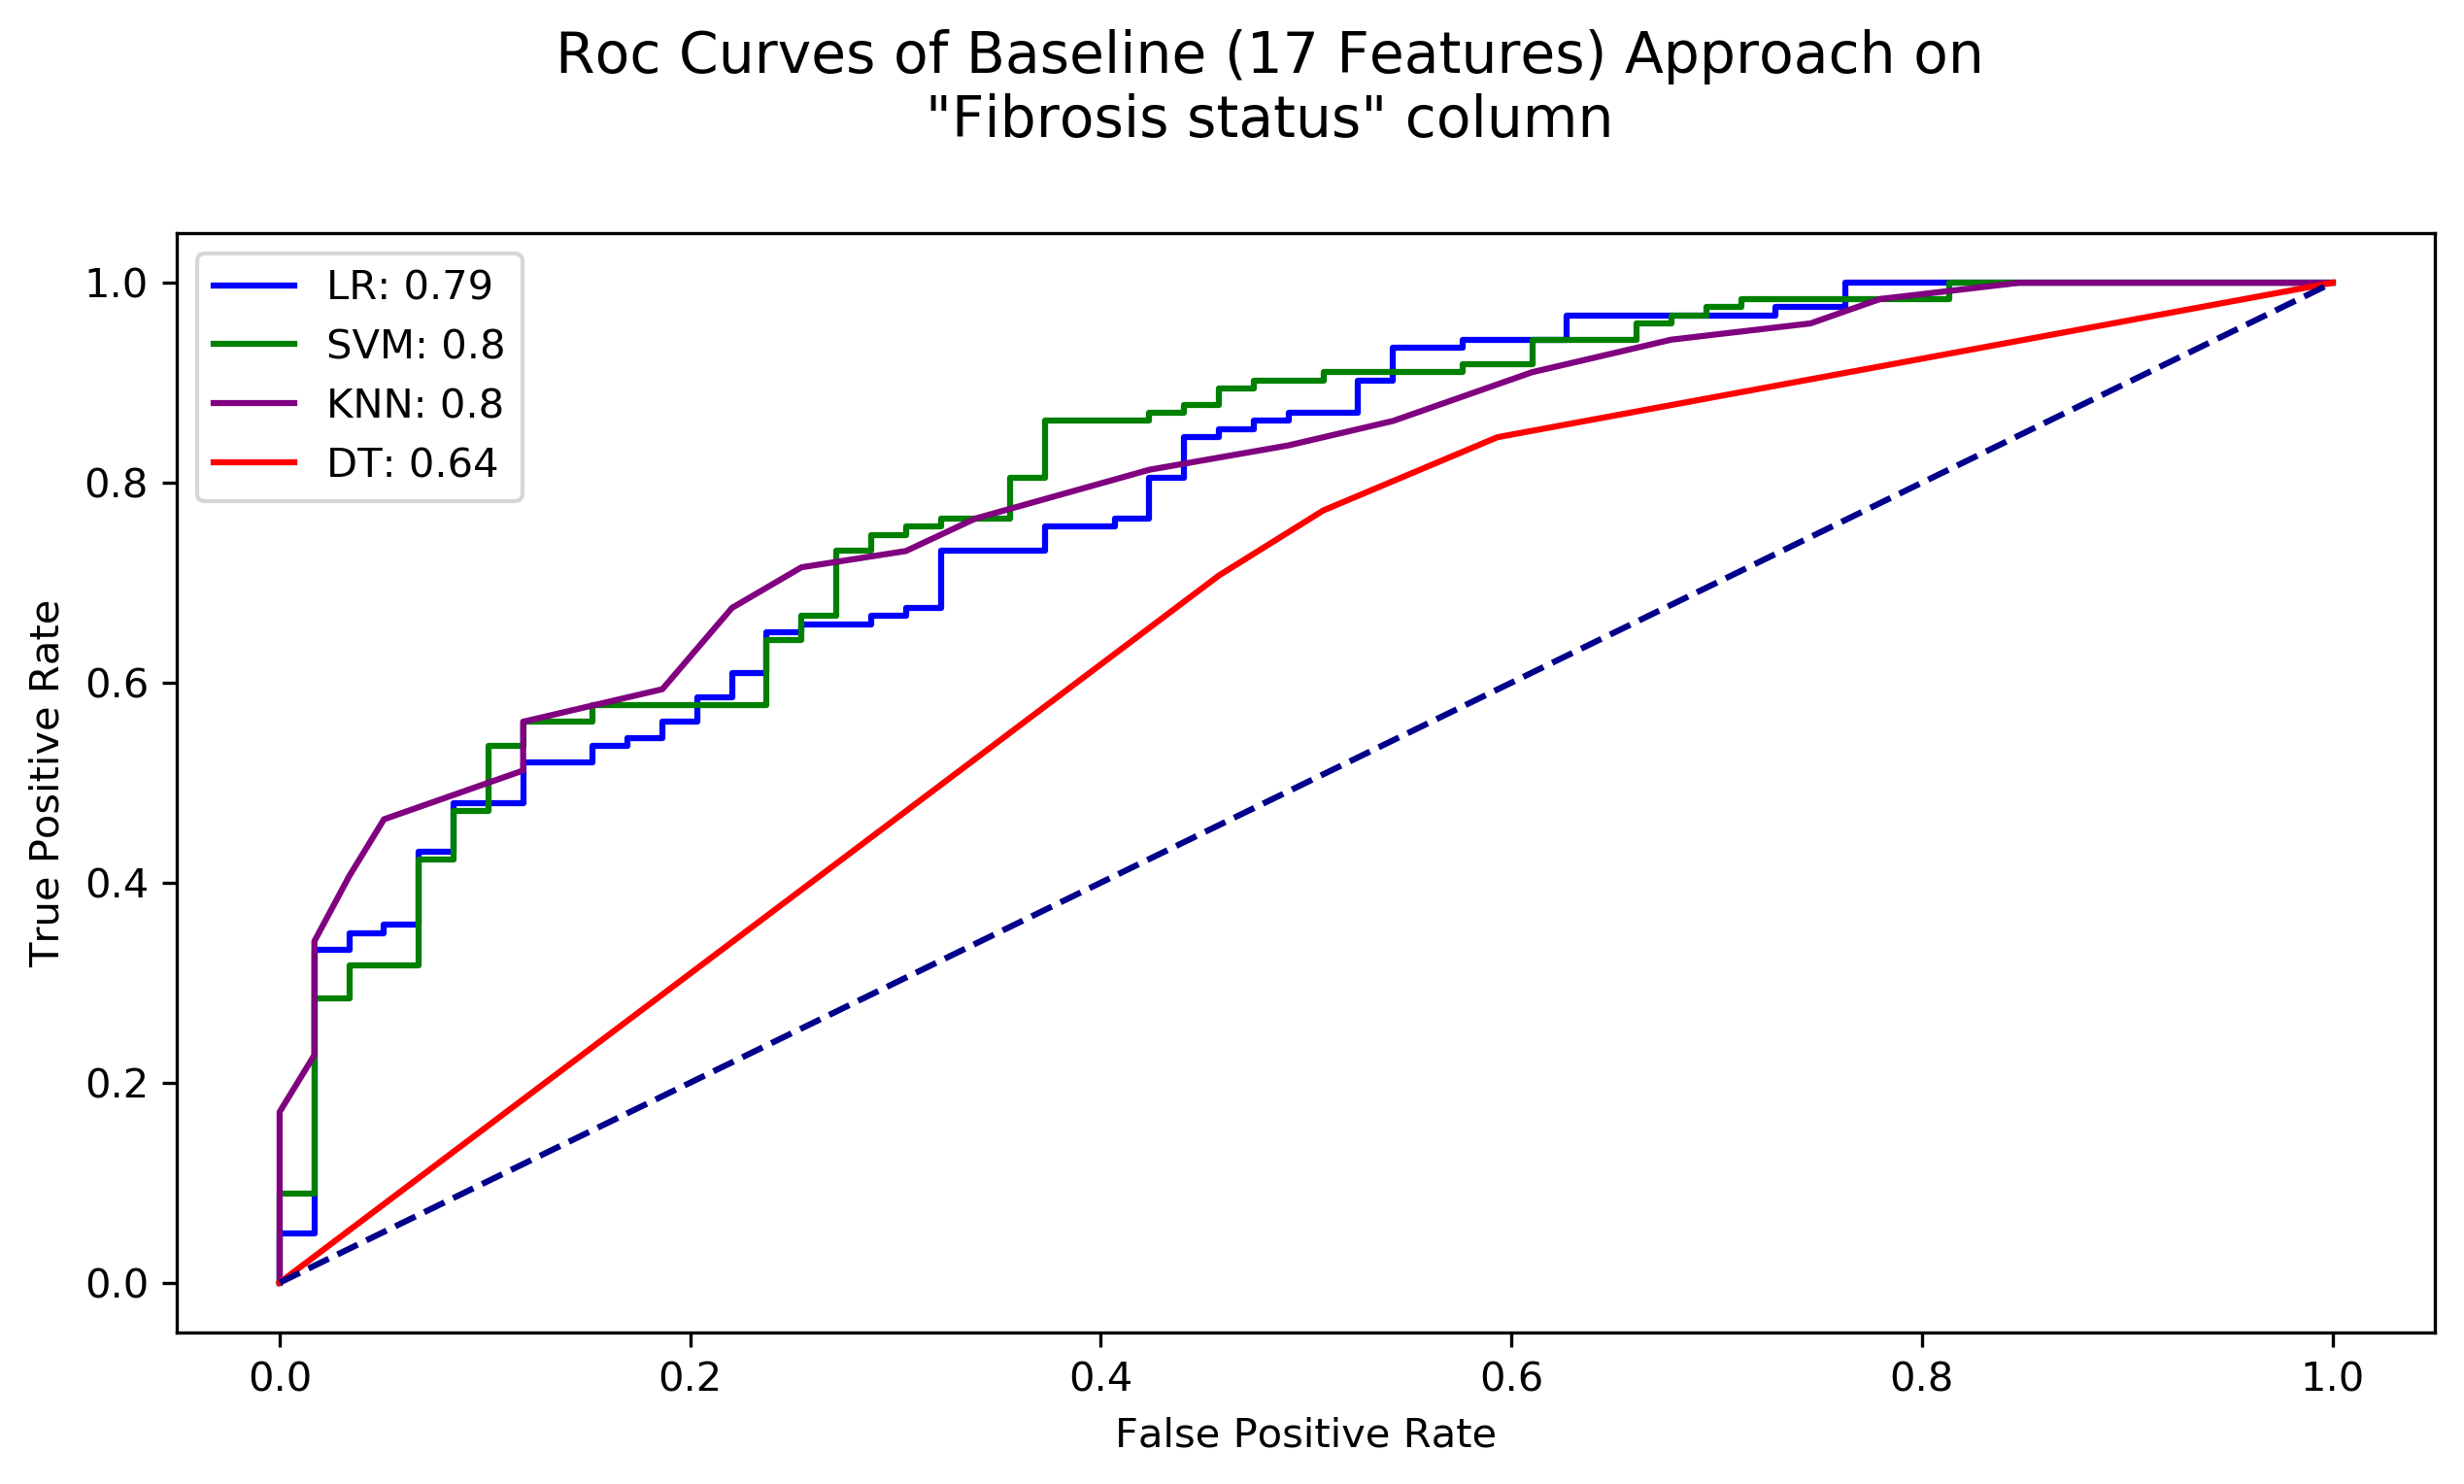 Roc Curves of Baseline (17 Features) Approach on
"Fibrosis status" column
LR: 0.79
SVM: 0.8
KNN: 0.8
DT: 0.64
1.0
0.8
0.6
0.4
0.2
0.0
True Positive Rate
0.0 0.2 0.4 0.6 0.8 1.0
False Positive Rate